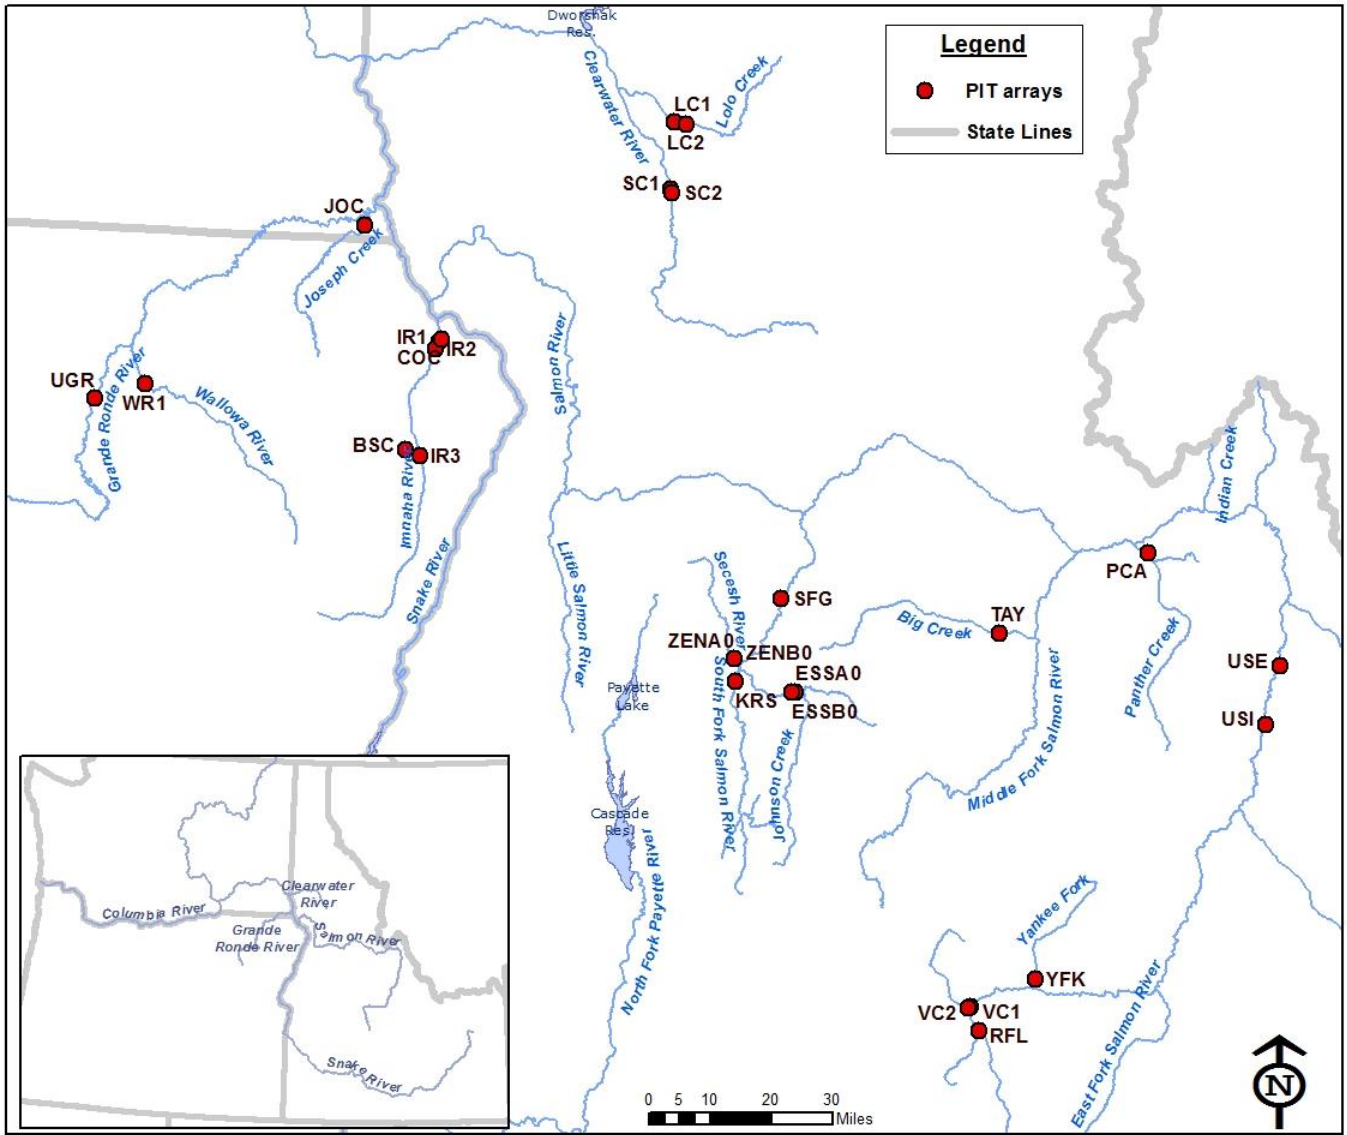 Dworshak
Res.
Clearwater River
Lolo Creek
LC1
LC2
SC1
SC2
Legend
PIT arrays
State Lines
JOC
Joseph Creek
IR1
COC
IR2
Salmon River
UGR
WR1
Grande Ronde River
Wallowa River
BSC
IR3
Imnaha River
Snake River
Little Salmon River
Indian Creek
PCA
Panther Creek
Secesh River
SFG
Big Creek
TAY
ZENA0
ZENB0
ESSA0
ESSB0
KRS
South Fork Salmon River
Johnson Creek
Middle Fork Salmon River
USE
USI
Payette
Lake
Cascade
Res.
North Fork Payette River
Yankee Fork
YFK
VC2
VC1
RFL
East Fork Salmon River
Columbia River
Clearwater
River
Grande
Ronde River
Salmon River
Snake River
0 5 10 20 30
Miles
N